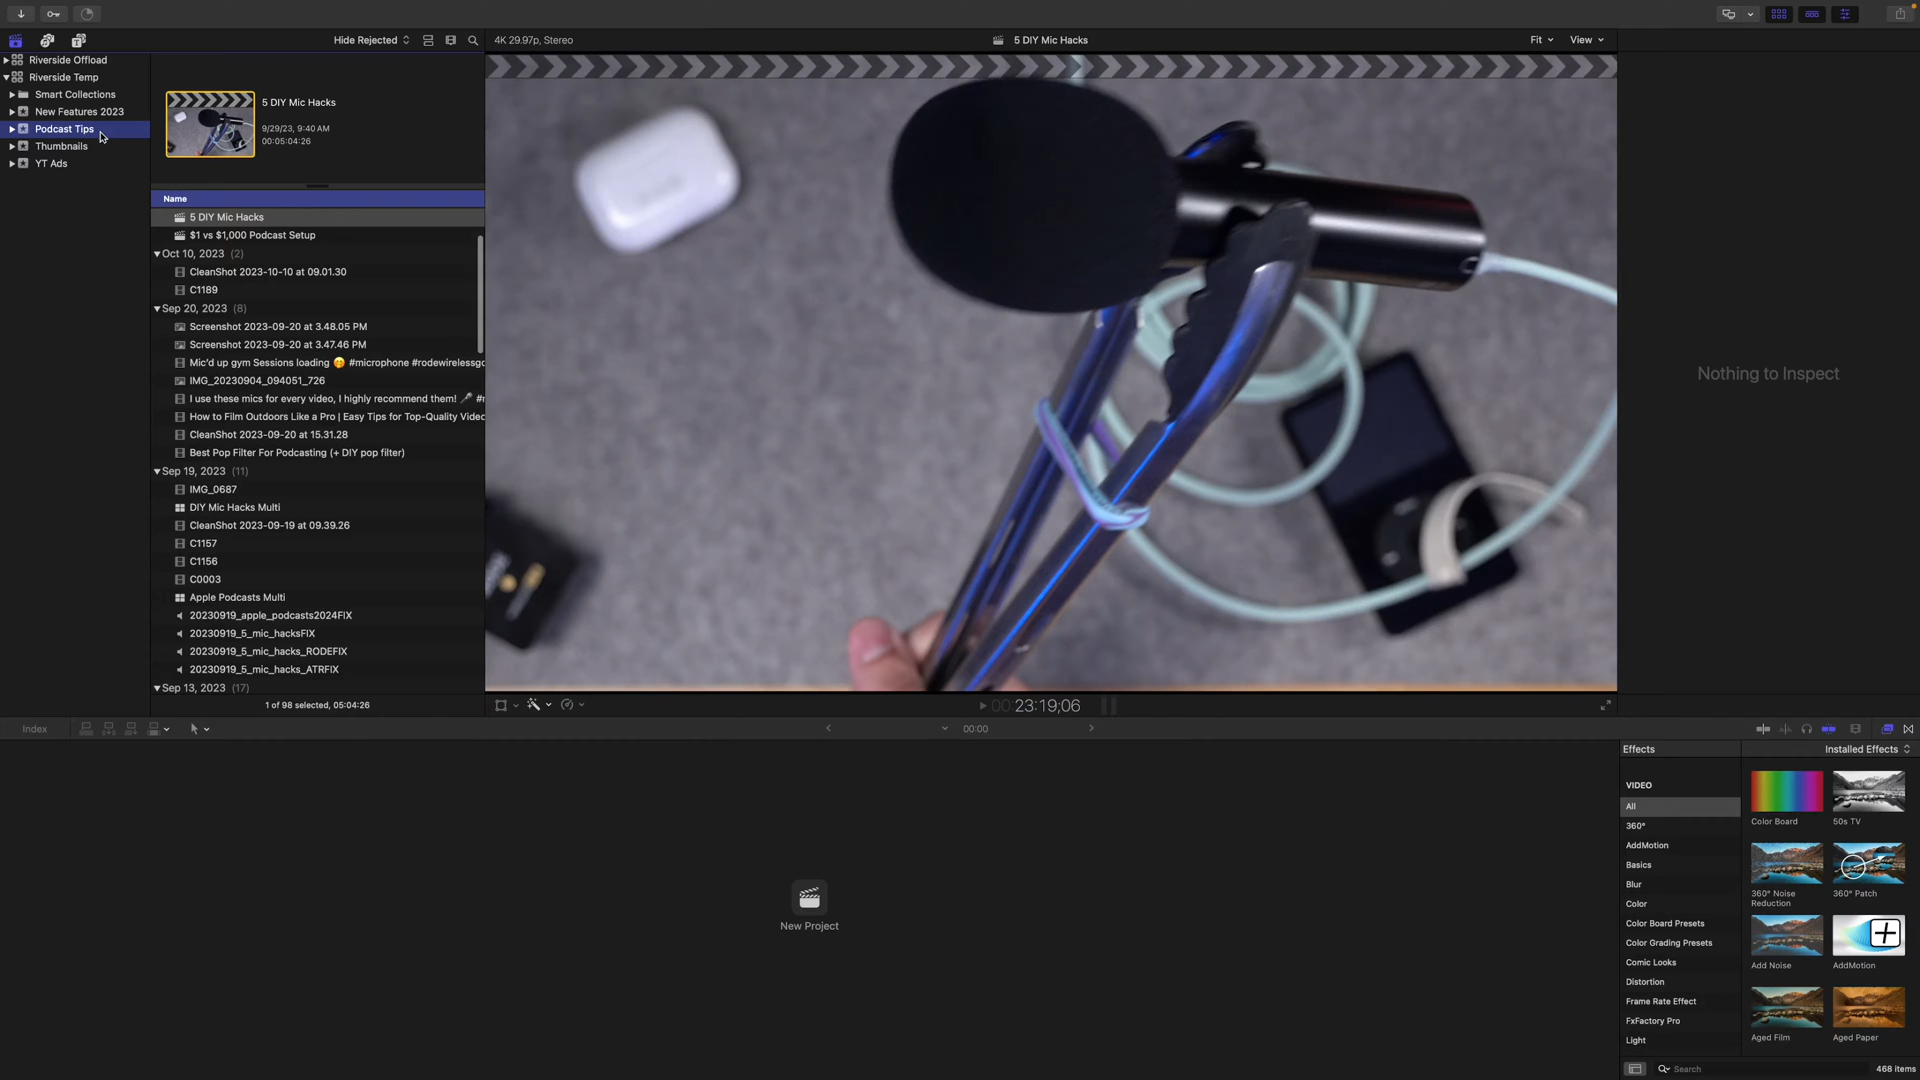 Hide Rejected
4K 29.97p, Stereo
5 DIY Mic Hacks
Fit
View
Riverside Offload
Riverside Temp
Smart Collections
New Features 2023
Podcast Tips
Thumbnails
YT Ads
5 DIY Mic Hacks
9/29/23, 9:40 AM
00:05:04:26
Name
5 DIY Mic Hacks
$1 vs $1,000 Podcast Setup
Oct 10, 2023 (2)
CleanShot 2023-10-10 at 09.01.30
C1189
Sep 20, 2023 (8)
Screenshot 2023-09-20 at 3.48.05 PM
Screenshot 2023-09-20 at 3.47.46 PM
Mic'd up gym Sessions loading 🤭 #microphone #rodewirelessgo
IMG_20230904_094051_726
I use these mics for every video, I highly recommend them! 🎤 #r
How to Film Outdoors Like a Pro | Easy Tips for Top-Quality Video
CleanShot 2023-09-20 at 15.31.28
Best Pop Filter For Podcasting (+ DIY pop filter)
Sep 19, 2023 (11)
IMG_0687
DIY Mic Hacks Multi
CleanShot 2023-09-19 at 09.39.26
C1157
C1156
C0003
Apple Podcasts Multi
20230919_apple_podcasts2024FIX
20230919_5_mic_hacksFIX
20230919_5_mic_hacks_RODEFIX
20230919_5_mic_hacks_ATRFIX
Sep 13, 2023 (17)
1 of 98 selected, 05:04:26
00:23:19;06
Nothing to Inspect
Index
00:00
New Project
Effects
Installed Effects
VIDEO
All
360°
AddMotion
Basics
Blur
Color
Color Board Presets
Color Grading Presets
Comic Looks
Distortion
Frame Rate Effect
FxFactory Pro
Light
Color Board
50s TV
360° Noise Reduction
360° Patch
Add Noise
AddMotion
Aged Film
Aged Paper
Search
468 items